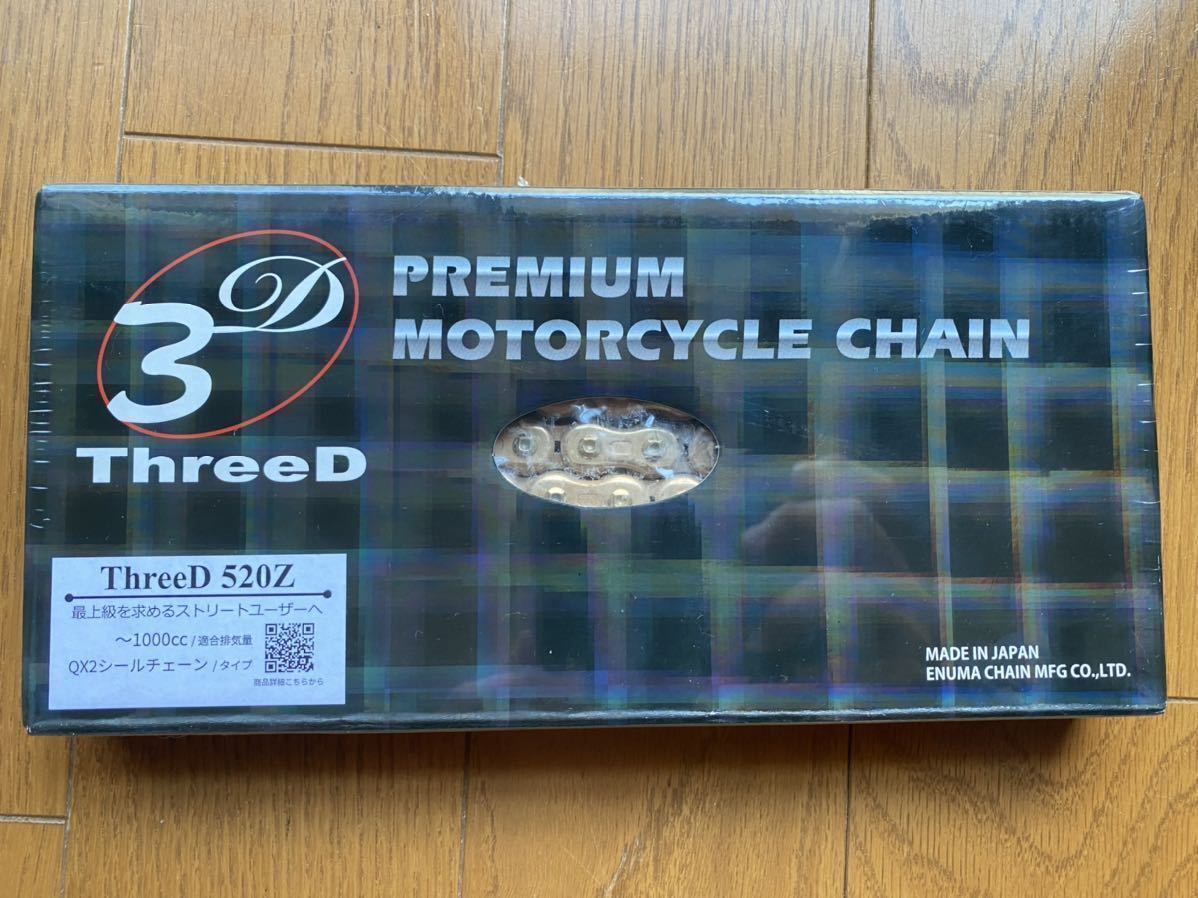 3D
ThreeD
PREMIUM
MOTORCYCLE CHAIN
ThreeD 520Z
最上級を求めるストリートユーザーへ
～1000cc / 適合排気量
QX2シールチェーン / タイプ
商品詳細こちらから
MADE IN JAPAN
ENUMA CHAIN MFG CO.,LTD.